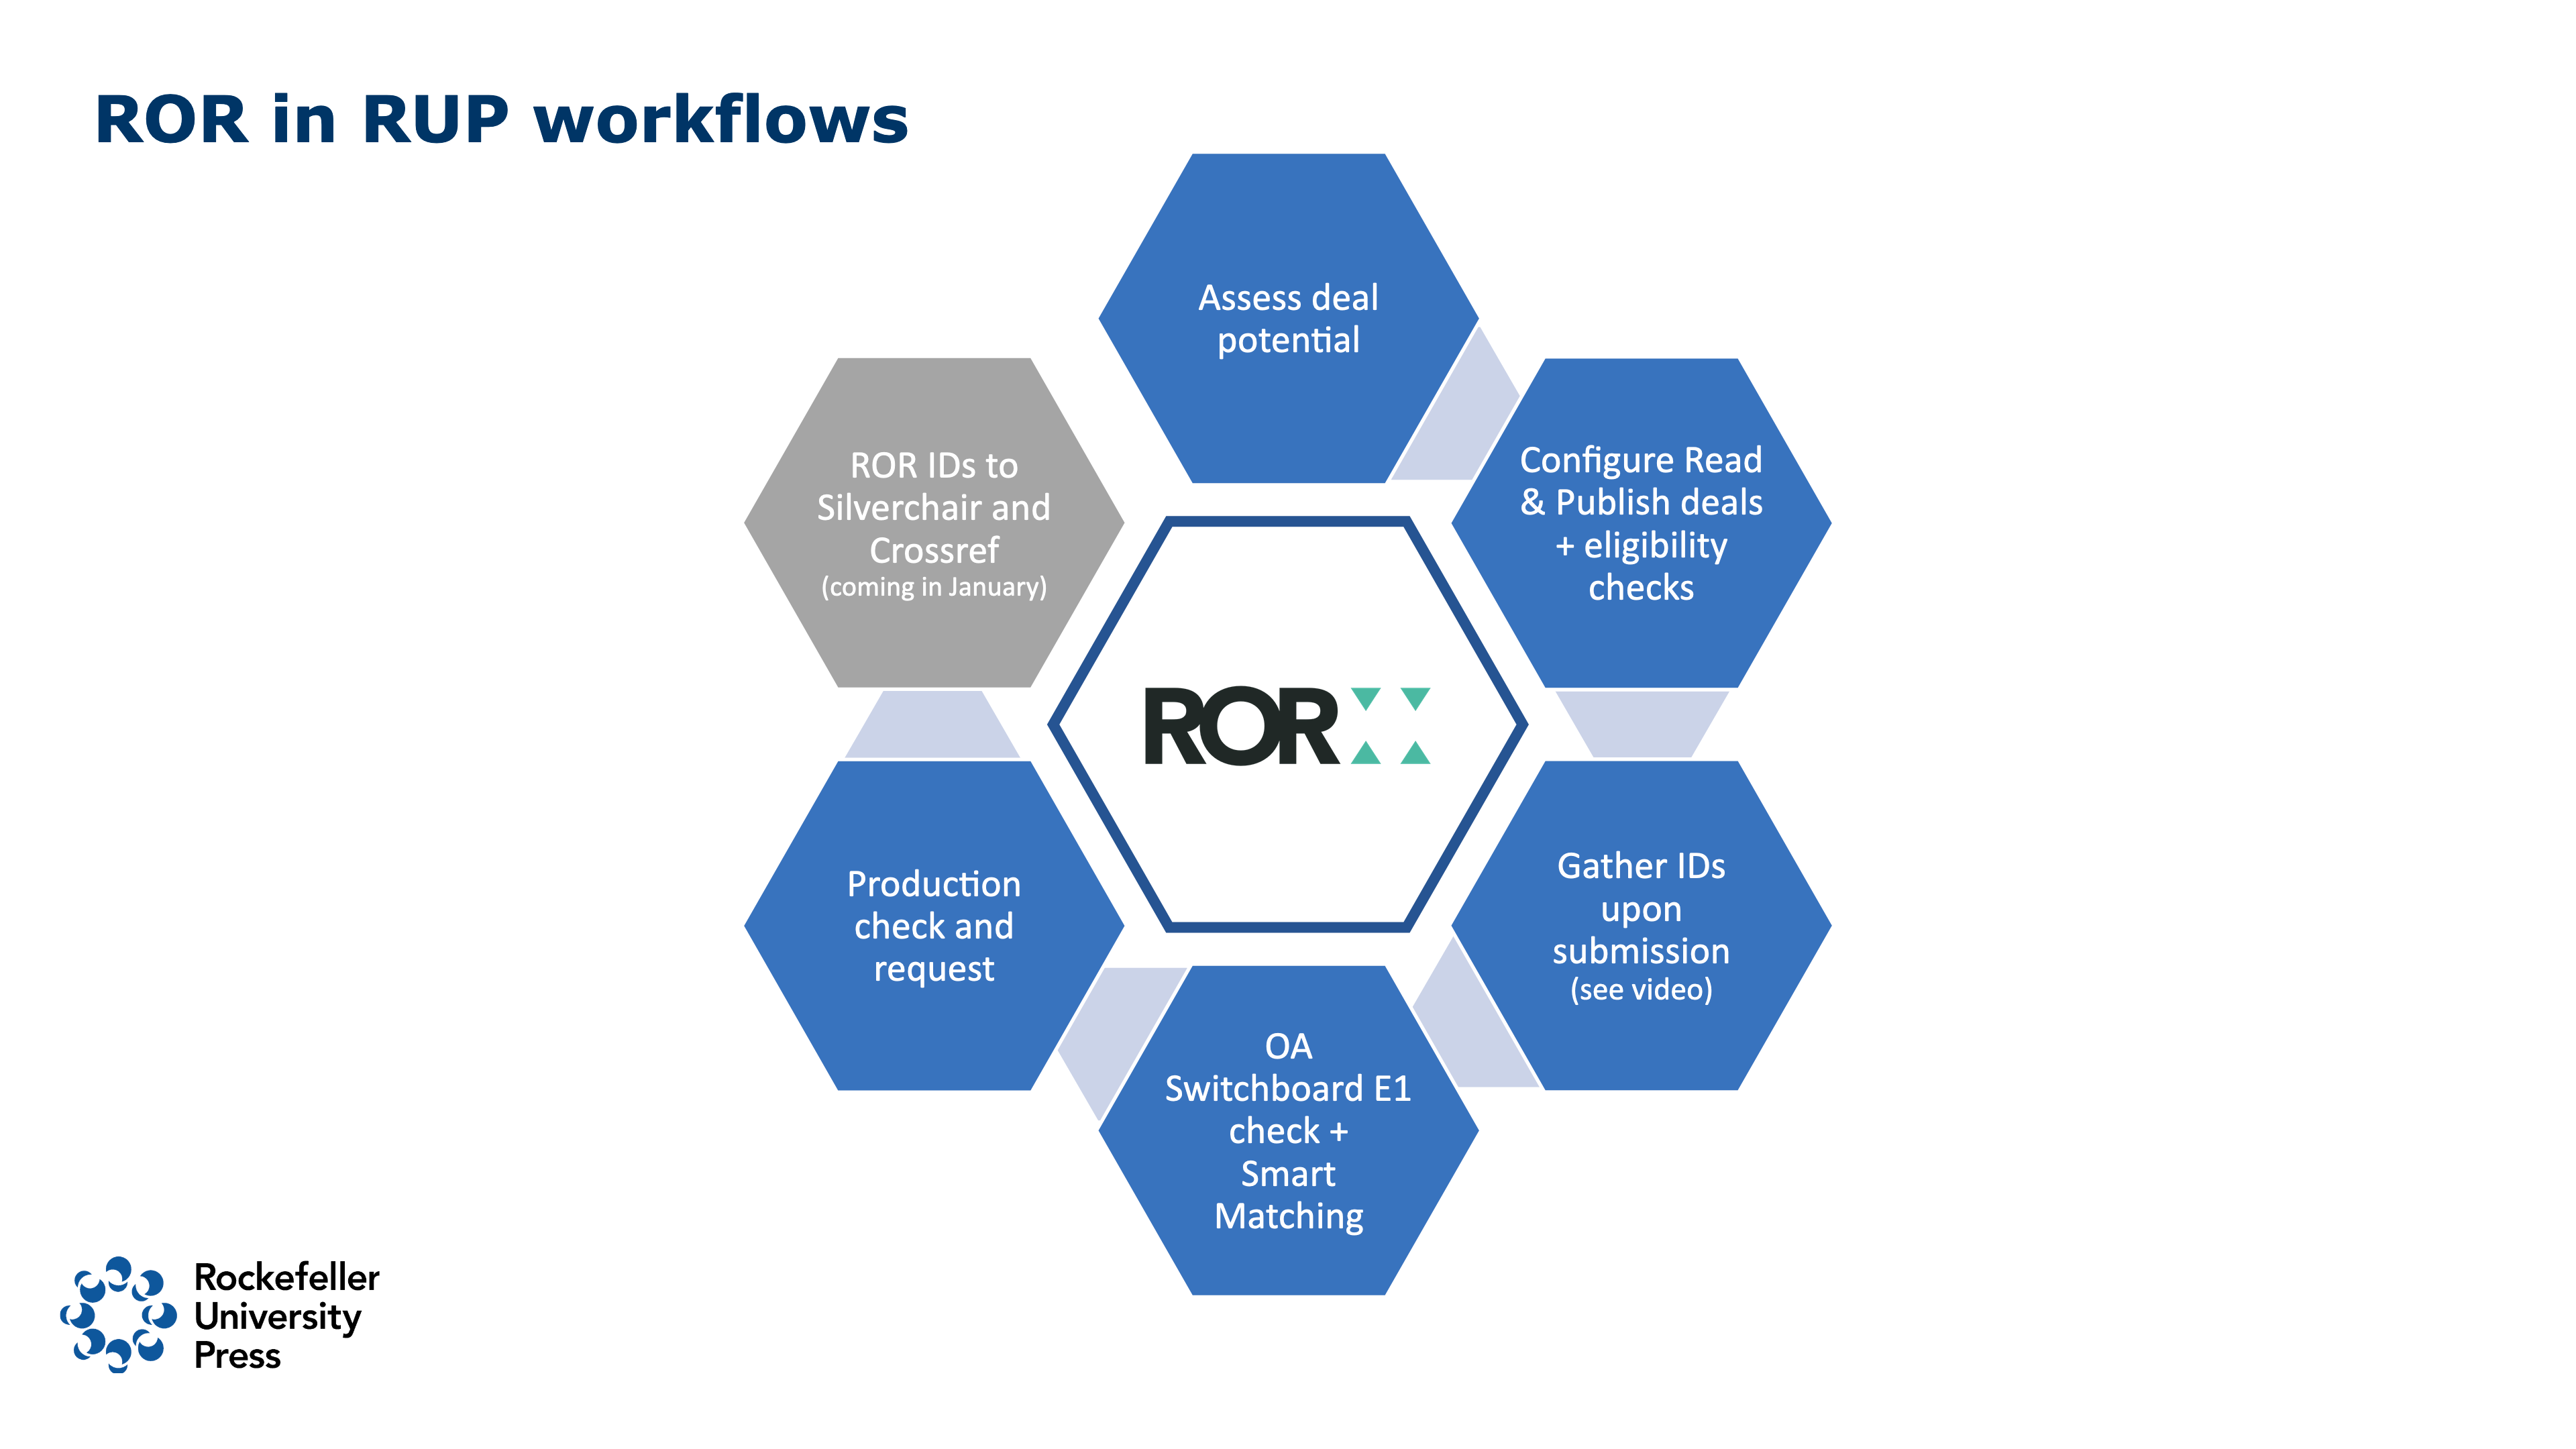 ROR in RUP workflows
Assess deal
potential
Configure Read
& Publish deals
+ eligibility
checks
Gather IDs
upon
submission
(see video)
OA
Switchboard E1
check +
Smart
Matching
Production
check and
request
ROR IDs to
Silverchair and
Crossref
(coming in January)
ROR
Rockefeller
University
Press